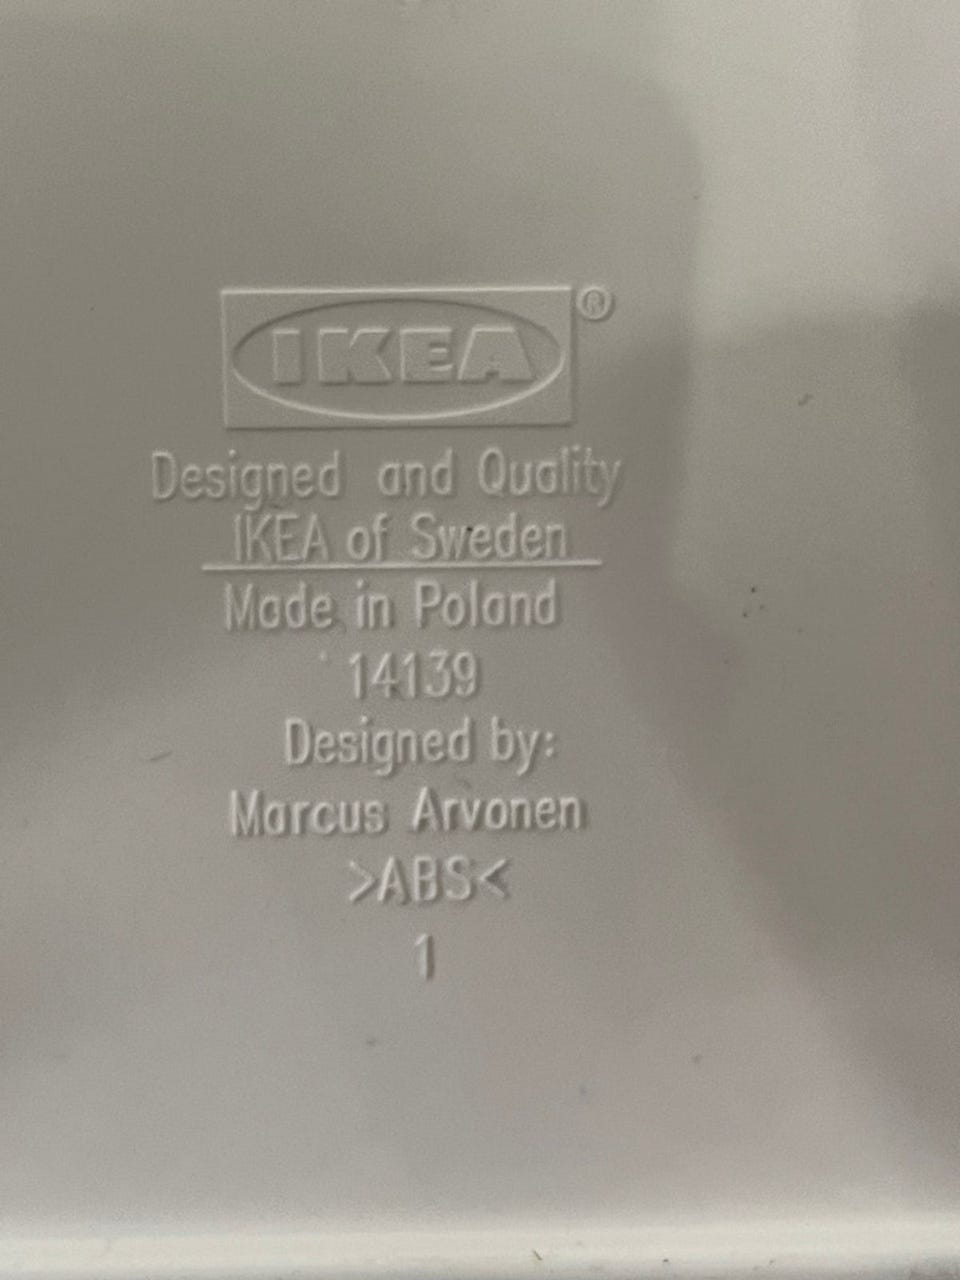 IKEA®
Designed and Quality
IKEA of Sweden
Made in Poland
14139
Designed by:
Marcus Arvonen
>ABS<
1